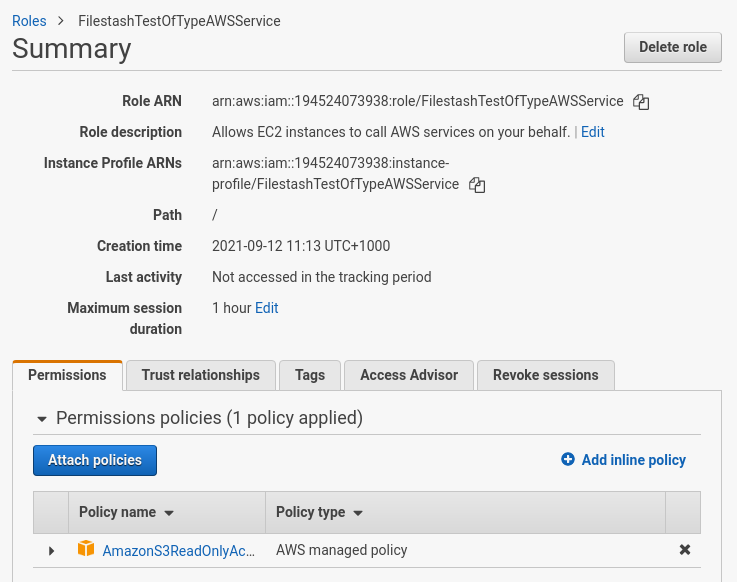 Roles > FilestashTestOfTypeAWSService
Summary
Delete role
Role ARN arn:aws:iam::194524073938:role/FilestashTestOfTypeAWSService
Role description Allows EC2 instances to call AWS services on your behalf. | Edit
Instance Profile ARNs arn:aws:iam::194524073938:instance-
profile/FilestashTestOfTypeAWSService
Path /
Creation time 2021-09-12 11:13 UTC+1000
Last activity Not accessed in the tracking period
Maximum session 1 hour Edit
duration
Permissions Trust relationships Tags Access Advisor Revoke sessions
Permissions policies (1 policy applied)
Attach policies Add inline policy
Policy name Policy type
AmazonS3ReadOnlyAc... AWS managed policy